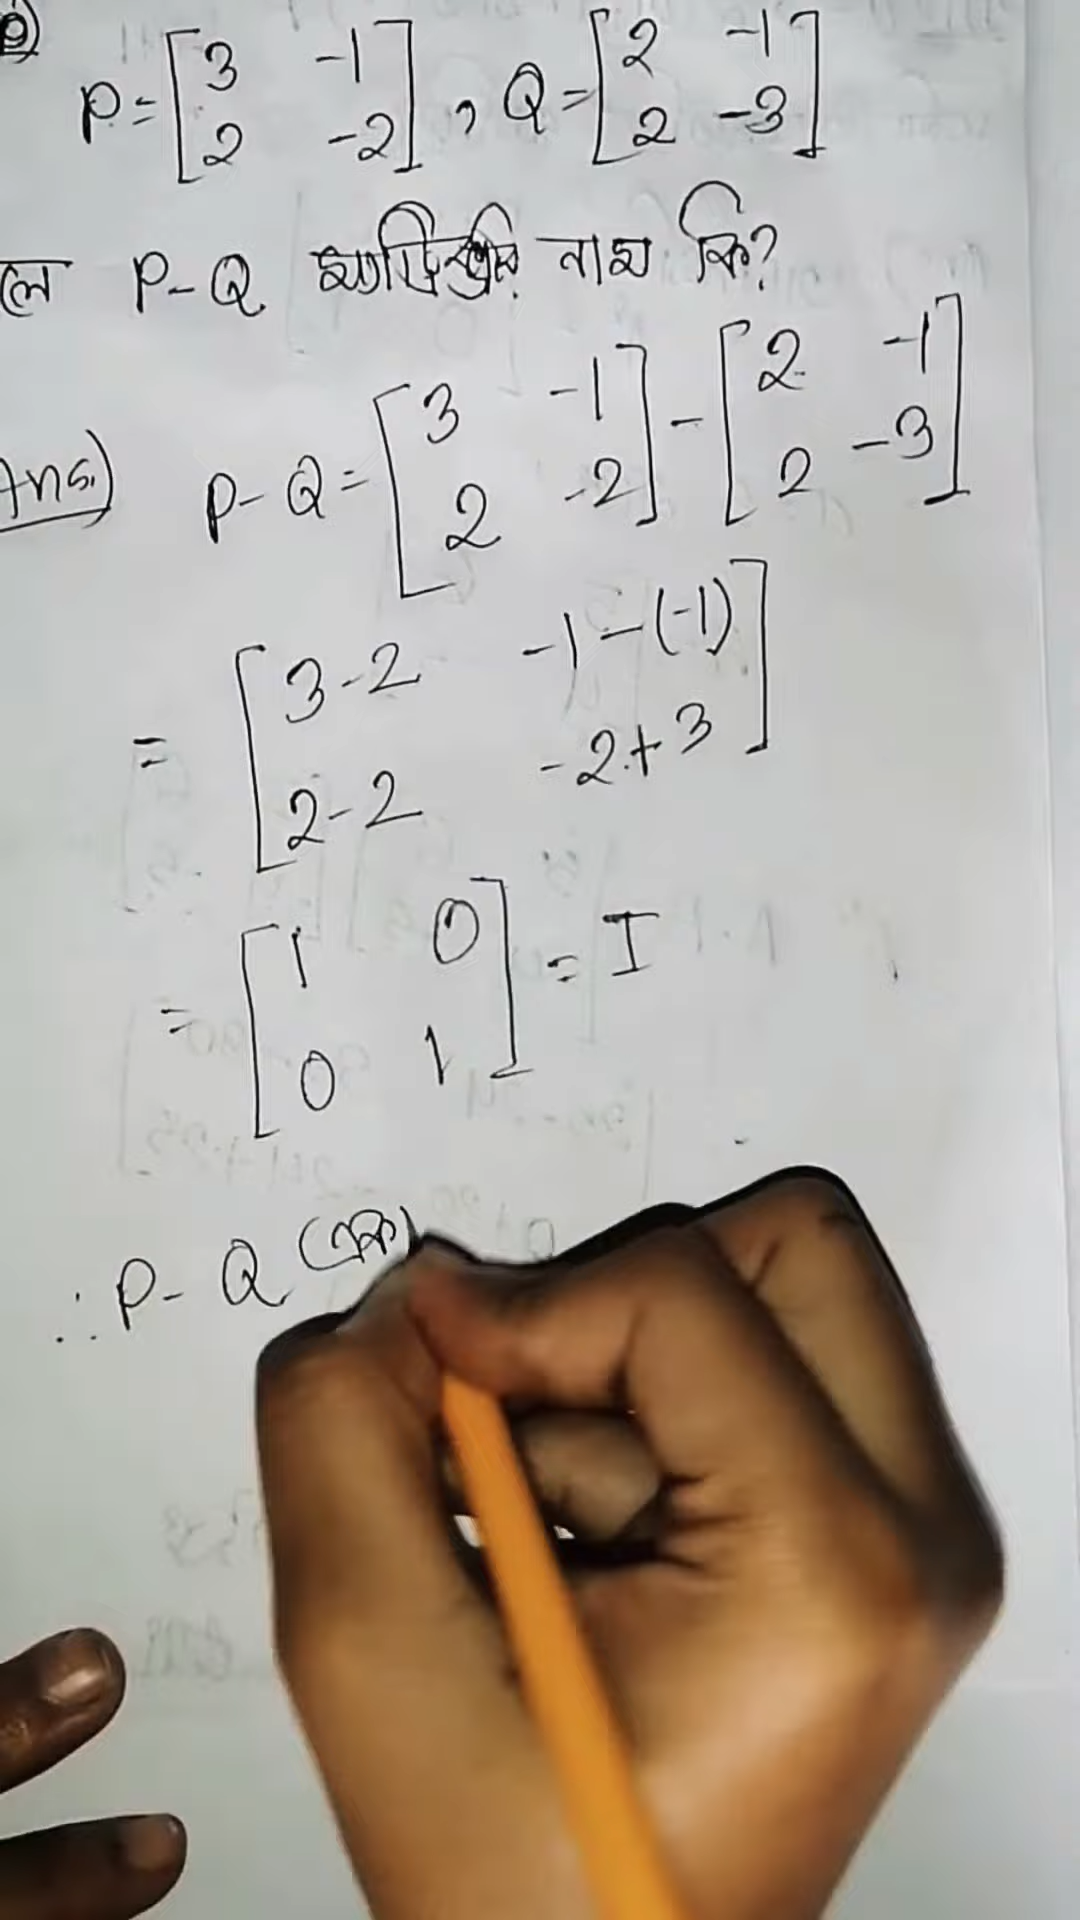 P = [3 -1
2 -2], Q = [2 -1
2 -3]
লে P-Q ম্যাট্রিক্সটির নাম কি?
Ans.) P-Q = [3 -1
2 -2] - [2 -1
2 -3]
= [3-2 -1-(-1)
2-2 -2+3]
= [1 0
0 1] = I
∴ P-Q একক